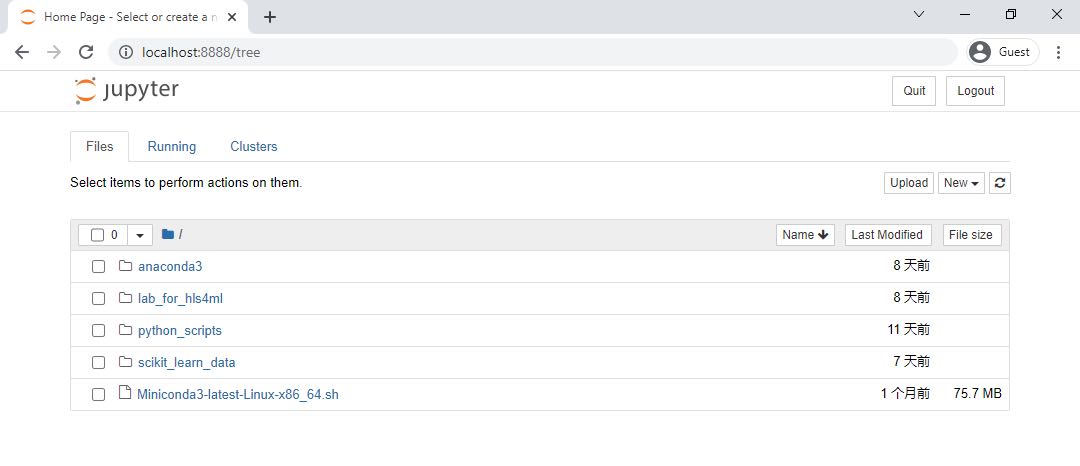 Home Page - Select or create a n
localhost:8888/tree
Guest
jupyter
Quit Logout
Files Running Clusters
Select items to perform actions on them.
Upload New
0 / Name Last Modified File size
anaconda3 8 天前
lab_for_hls4ml 8 天前
python_scripts 11 天前
scikit_learn_data 7 天前
Miniconda3-latest-Linux-x86_64.sh 1 个月前 75.7 MB